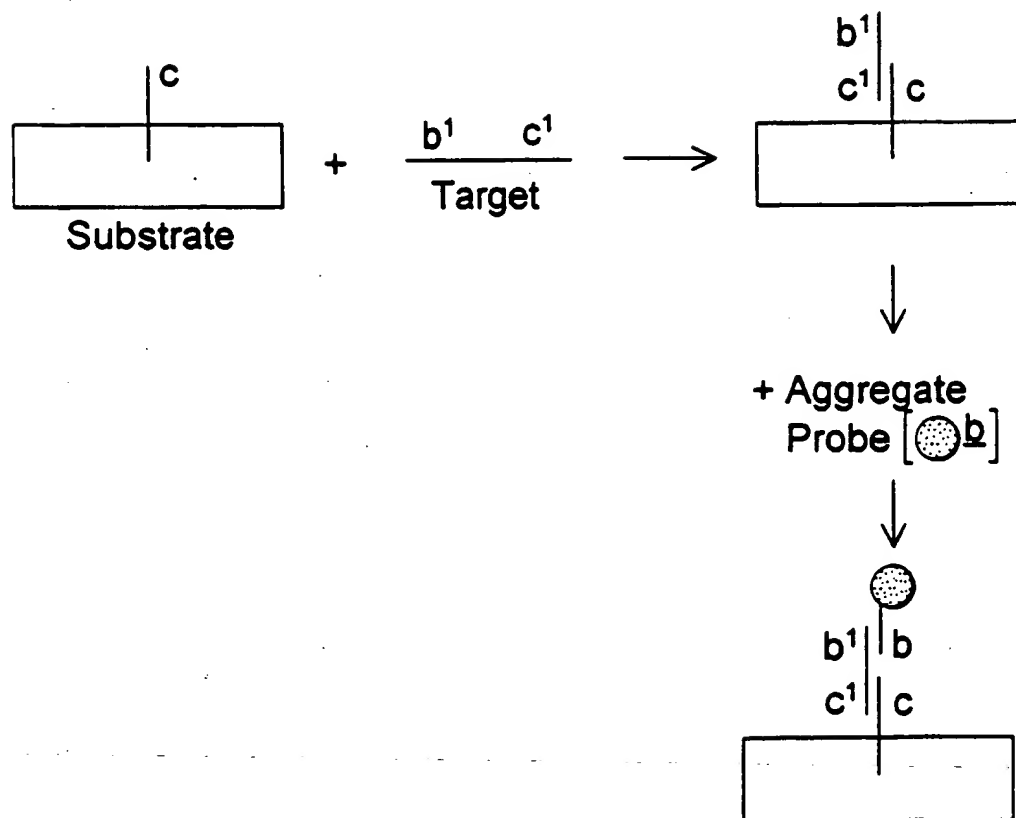 c
Substrate
+
b¹ c¹
Target
b¹
c¹ c
+ Aggregate
Probe [ b]
b¹ b
c¹ c